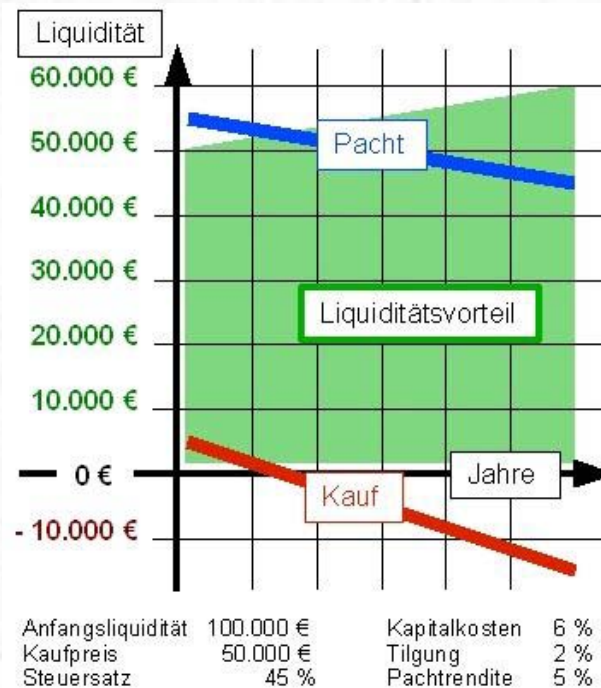 Liquidität
60.000 €
50.000 €
Pacht
40.000 €
30.000 €
Liquiditätsvorteil
20.000 €
10.000 €
0 €
Jahre
Kauf
- 10.000 €
Anfangsliquidität 100.000 € Kapitalkosten 6 %
Kaufpreis 50.000 € Tilgung 2 %
Steuersatz 45 % Pachtrendite 5 %